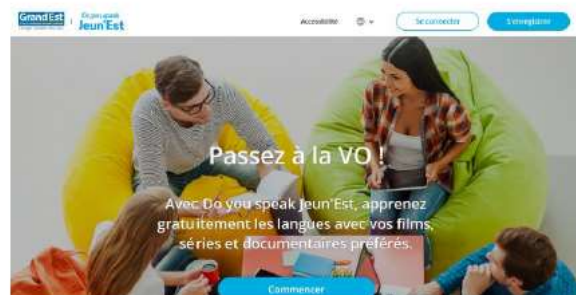 Grand Est
Do you speak
Jeun'Est
Accessibilité
Se connecter
S'enregistrer
Passez à la VO !
Avec Do you speak Jeun'Est, apprenez
gratuitement les langues avec vos films,
séries et documentaires préférés.
Commencer